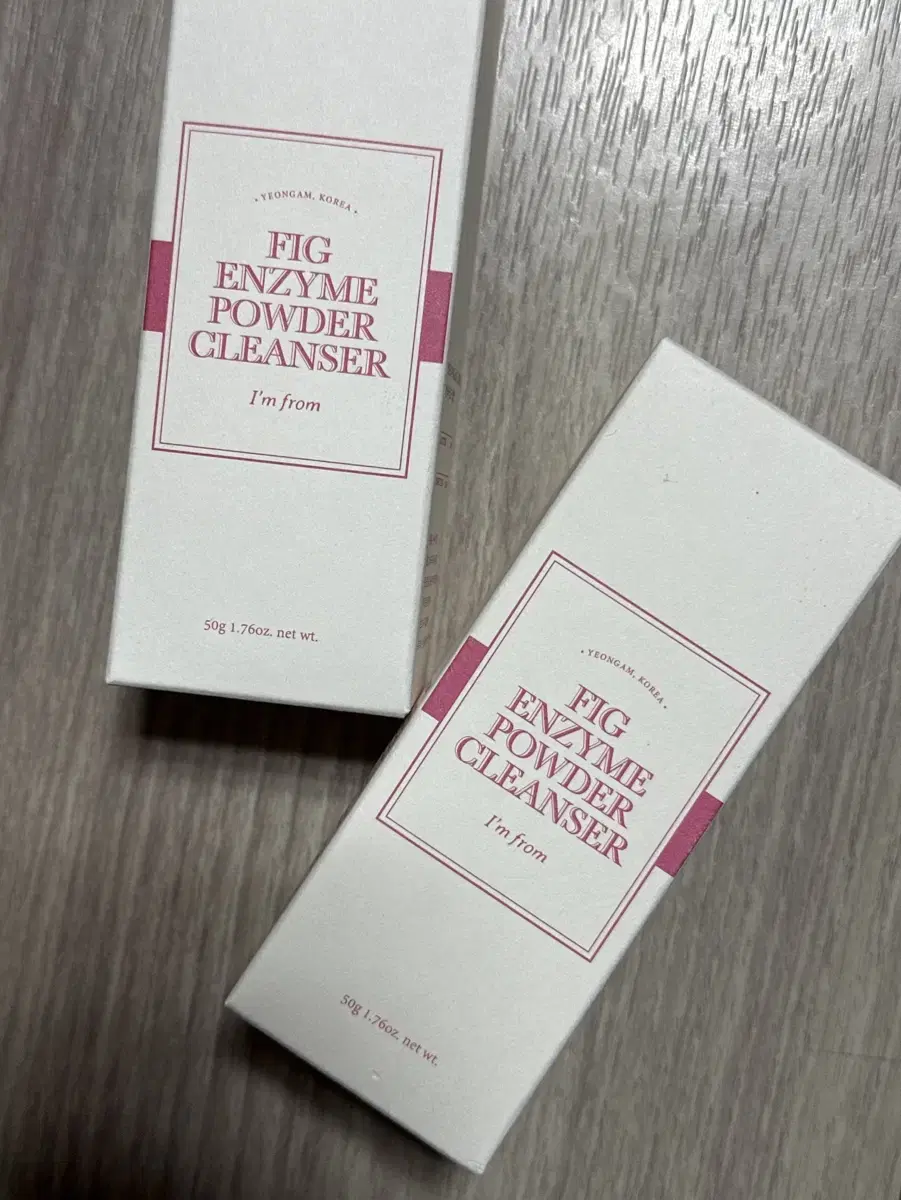 • YEONGAM, KOREA •
FIG
ENZYME
POWDER
CLEANSER
I'm from
50g 1.76oz. net wt.
• YEONGAM, KOREA •
FIG
ENZYME
POWDER
CLEANSER
I'm from
50g 1.76oz. net wt.